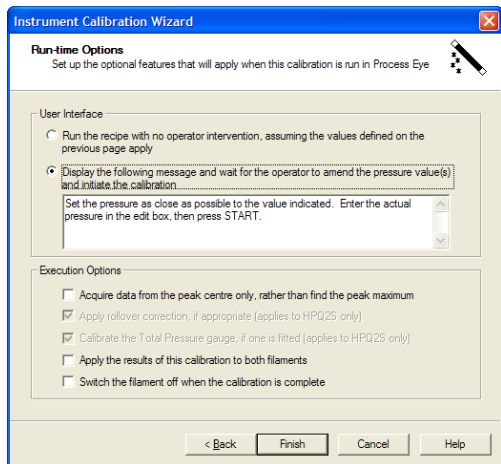 Instrument Calibration Wizard
Run-time Options
Set up the optional features that will apply when this calibration is run in Process Eye
User Interface
Run the recipe with no operator intervention, assuming the values defined on the
previous page apply
Display the following message and wait for the operator to amend the pressure value(s)
and initiate the calibration
Set the pressure as close as possible to the value indicated. Enter the actual
pressure in the edit box, then press START.
Execution Options
Acquire data from the peak centre only, rather than find the peak maximum
Apply rollover correction, if appropriate (applies to HPQ2S only)
Calibrate the Total Pressure gauge, if one is fitted (applies to HPQ2S only)
Apply the results of this calibration to both filaments
Switch the filament off when the calibration is complete
< Back
Finish
Cancel
Help